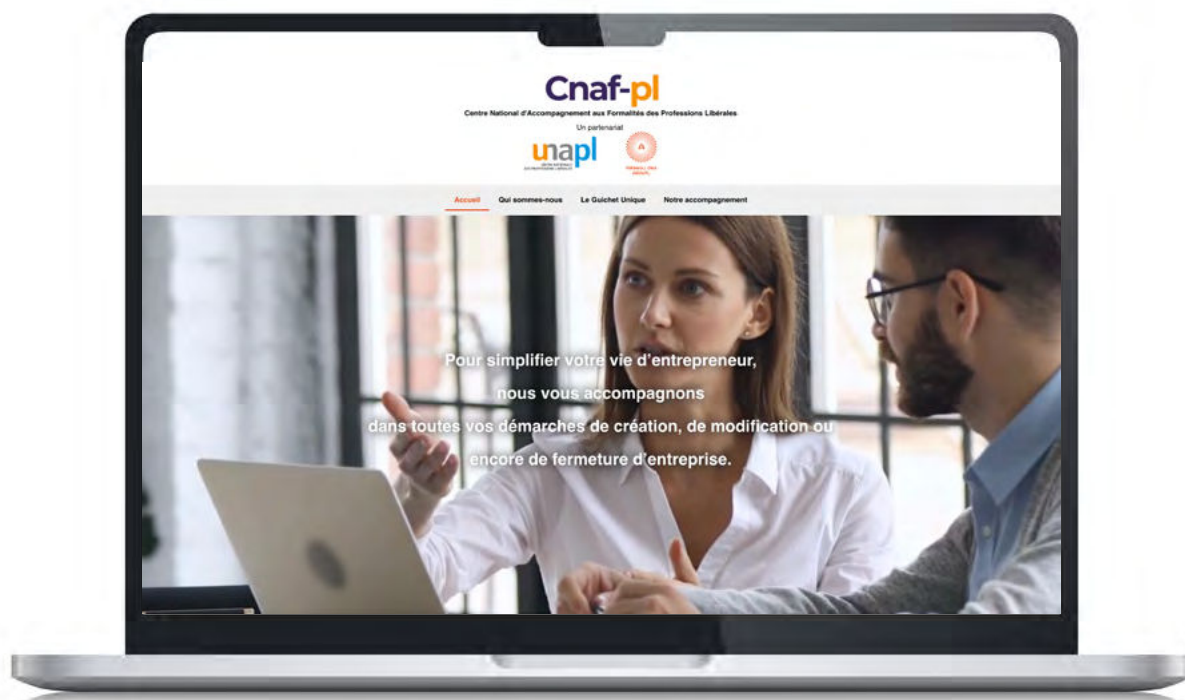 Cnaf-pl
Centre National d'Accompagnement aux Formalités des Professions Libérales
Un partenariat
unapl
Accueil Qui sommes-nous Le Guichet Unique Notre accompagnement
Pour simplifier votre vie d'entrepreneur,
nous vous accompagnons
dans toutes vos démarches de création, de modification ou
encore de fermeture d'entreprise.